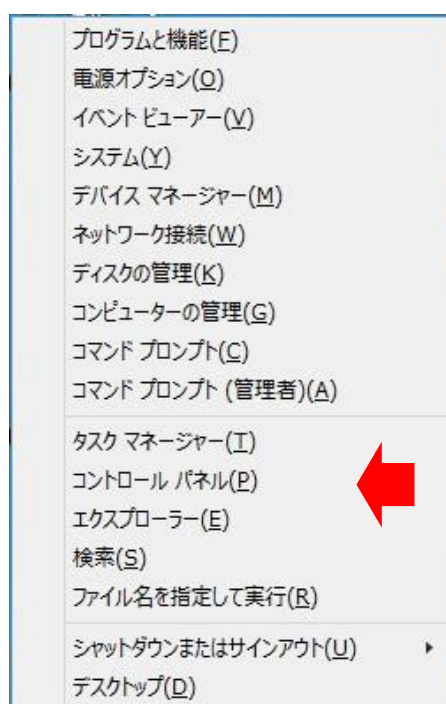 プログラムと機能(F)
電源オプション(O)
イベント ビューアー(V)
システム(Y)
デバイス マネージャー(M)
ネットワーク接続(W)
ディスクの管理(K)
コンピューターの管理(G)
コマンド プロンプト(C)
コマンド プロンプト (管理者)(A)
タスク マネージャー(T)
コントロール パネル(P)
エクスプローラー(E)
検索(S)
ファイル名を指定して実行(R)
シャットダウンまたはサインアウト(U)
デスクトップ(D)